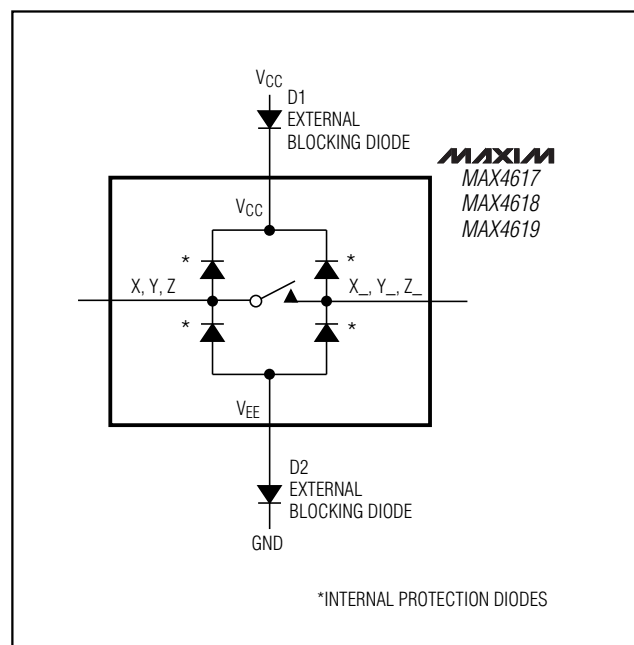 VCC
D1
EXTERNAL
BLOCKING DIODE
MAXIM
MAX4617
MAX4618
MAX4619
VCC
* *
X, Y, Z
X_, Y_, Z_
* *
VEE
D2
EXTERNAL
BLOCKING DIODE
GND
*INTERNAL PROTECTION DIODES